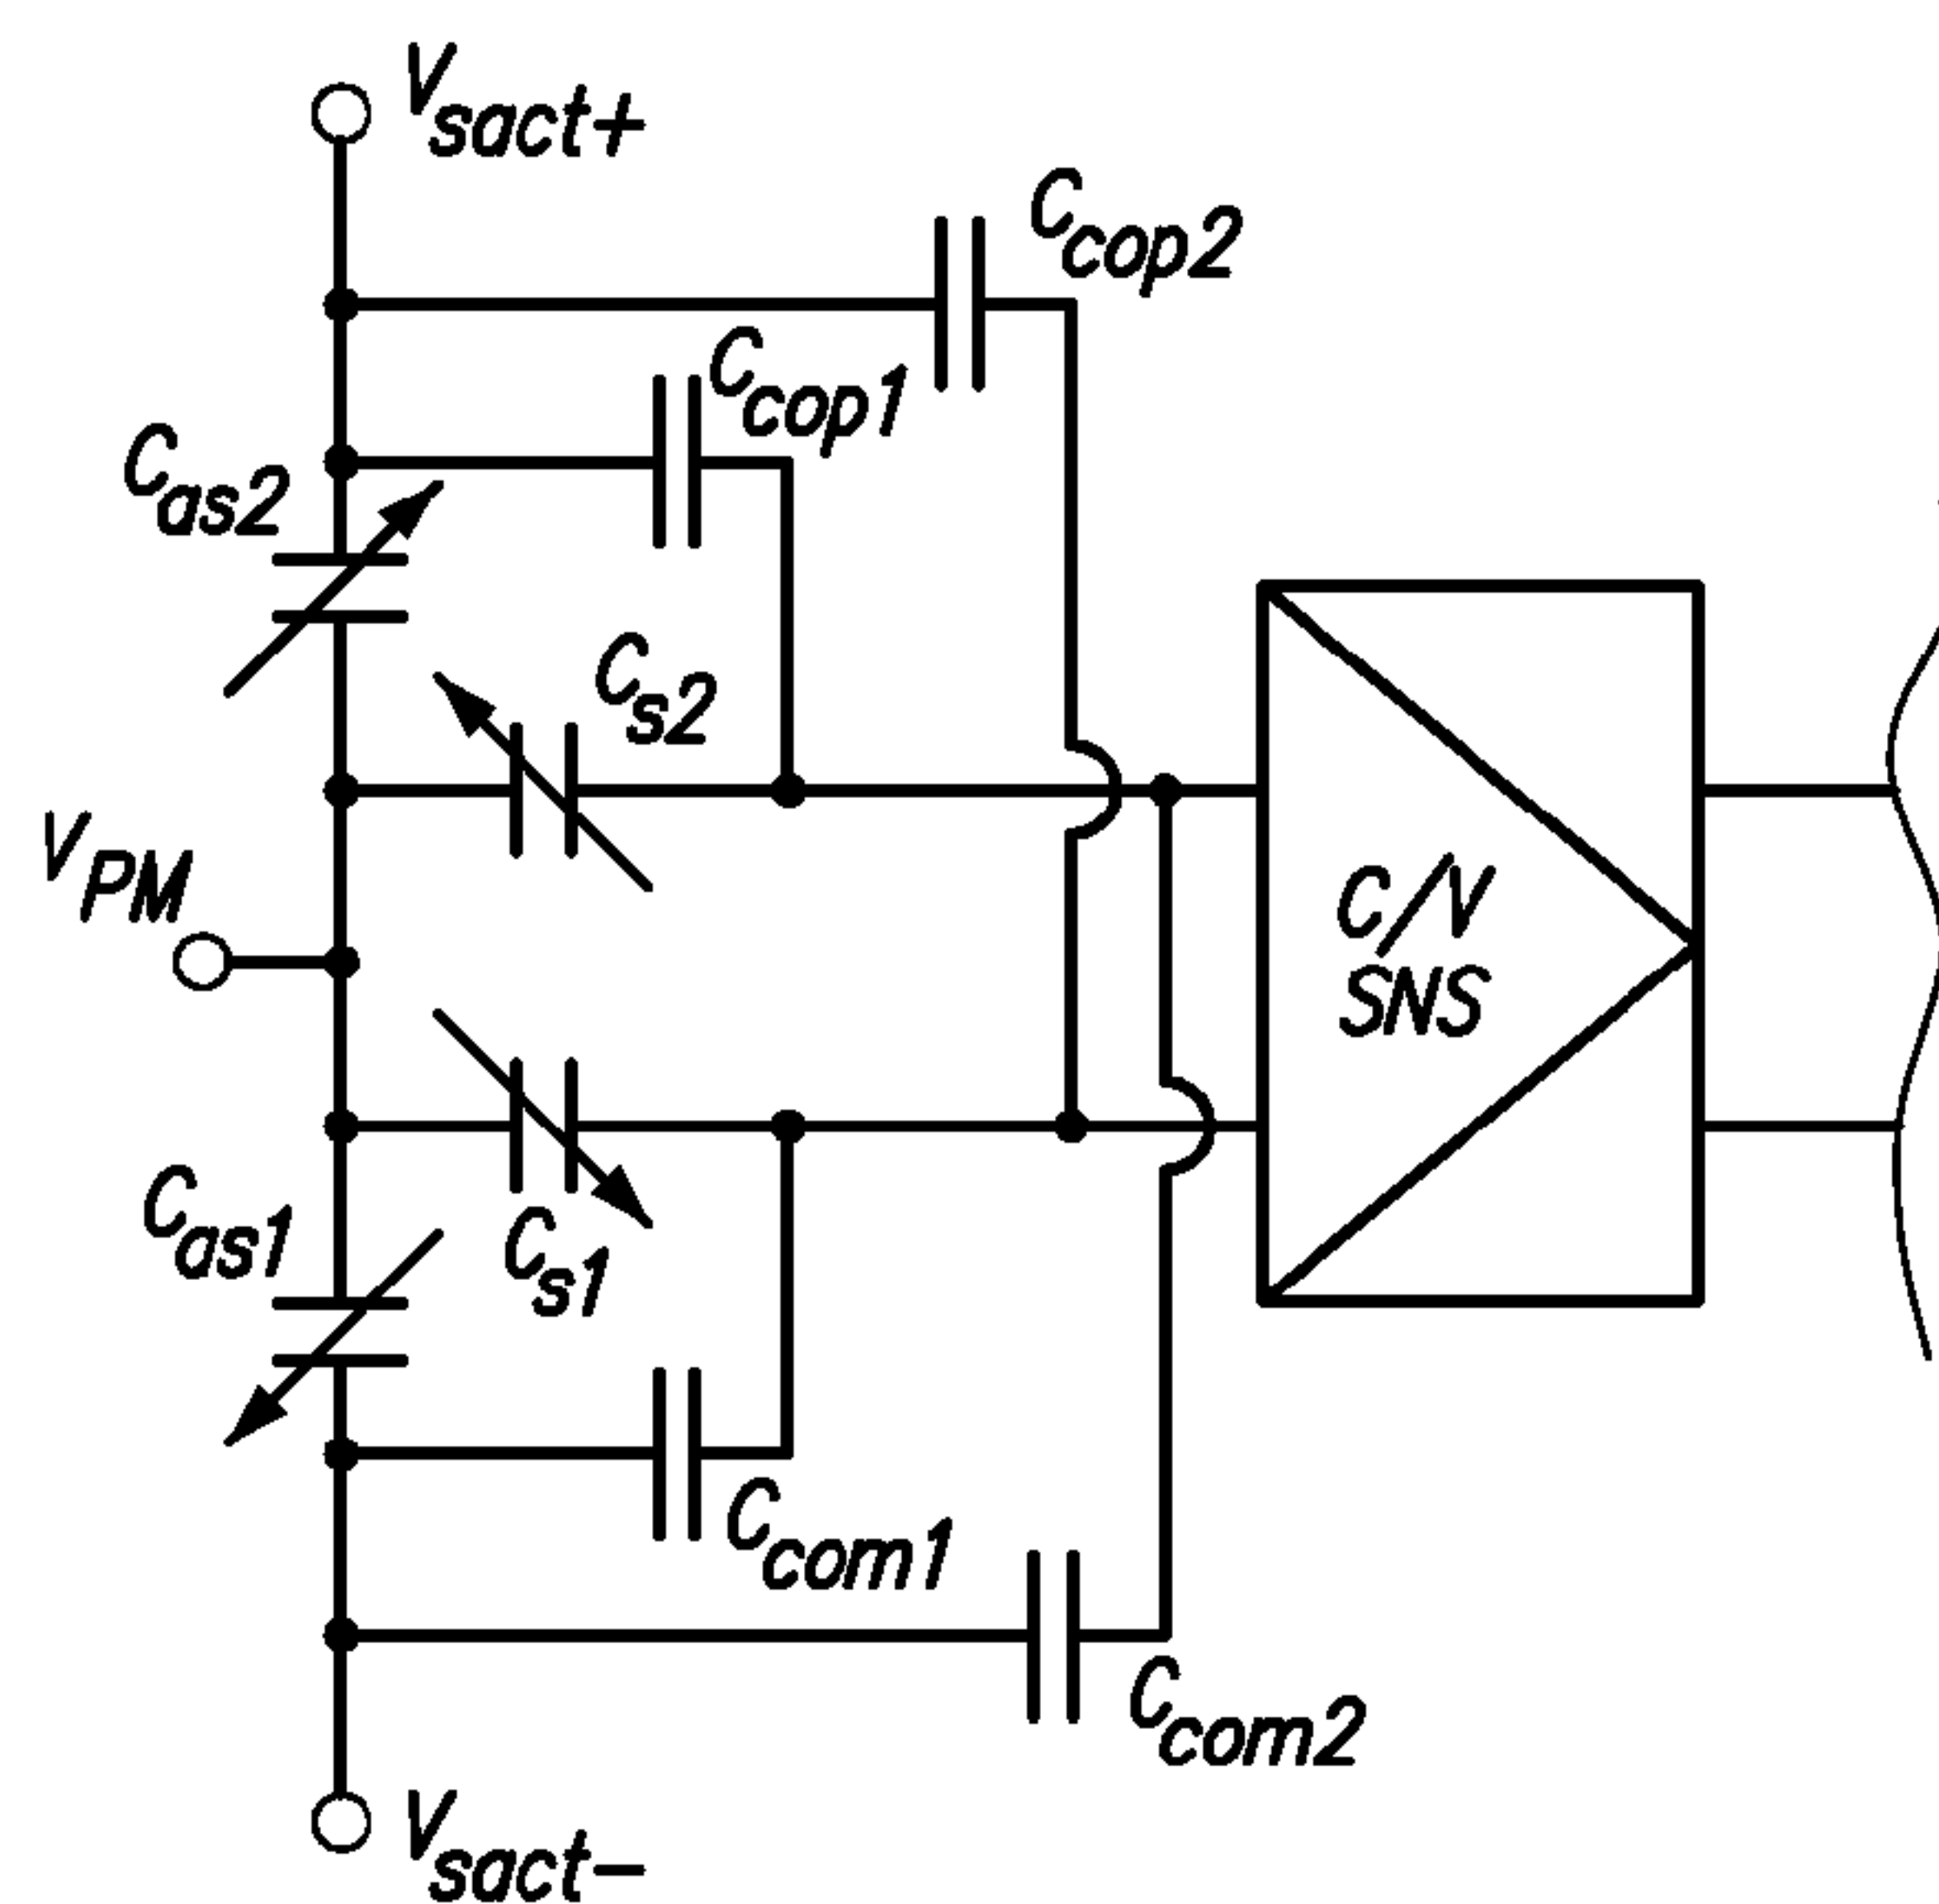 Vsact+
Ccop2
Ccop1
Cas2
Cs2
VPM
C/V
SNS
Cas1
Cs1
Ccom1
Ccom2
Vsact-